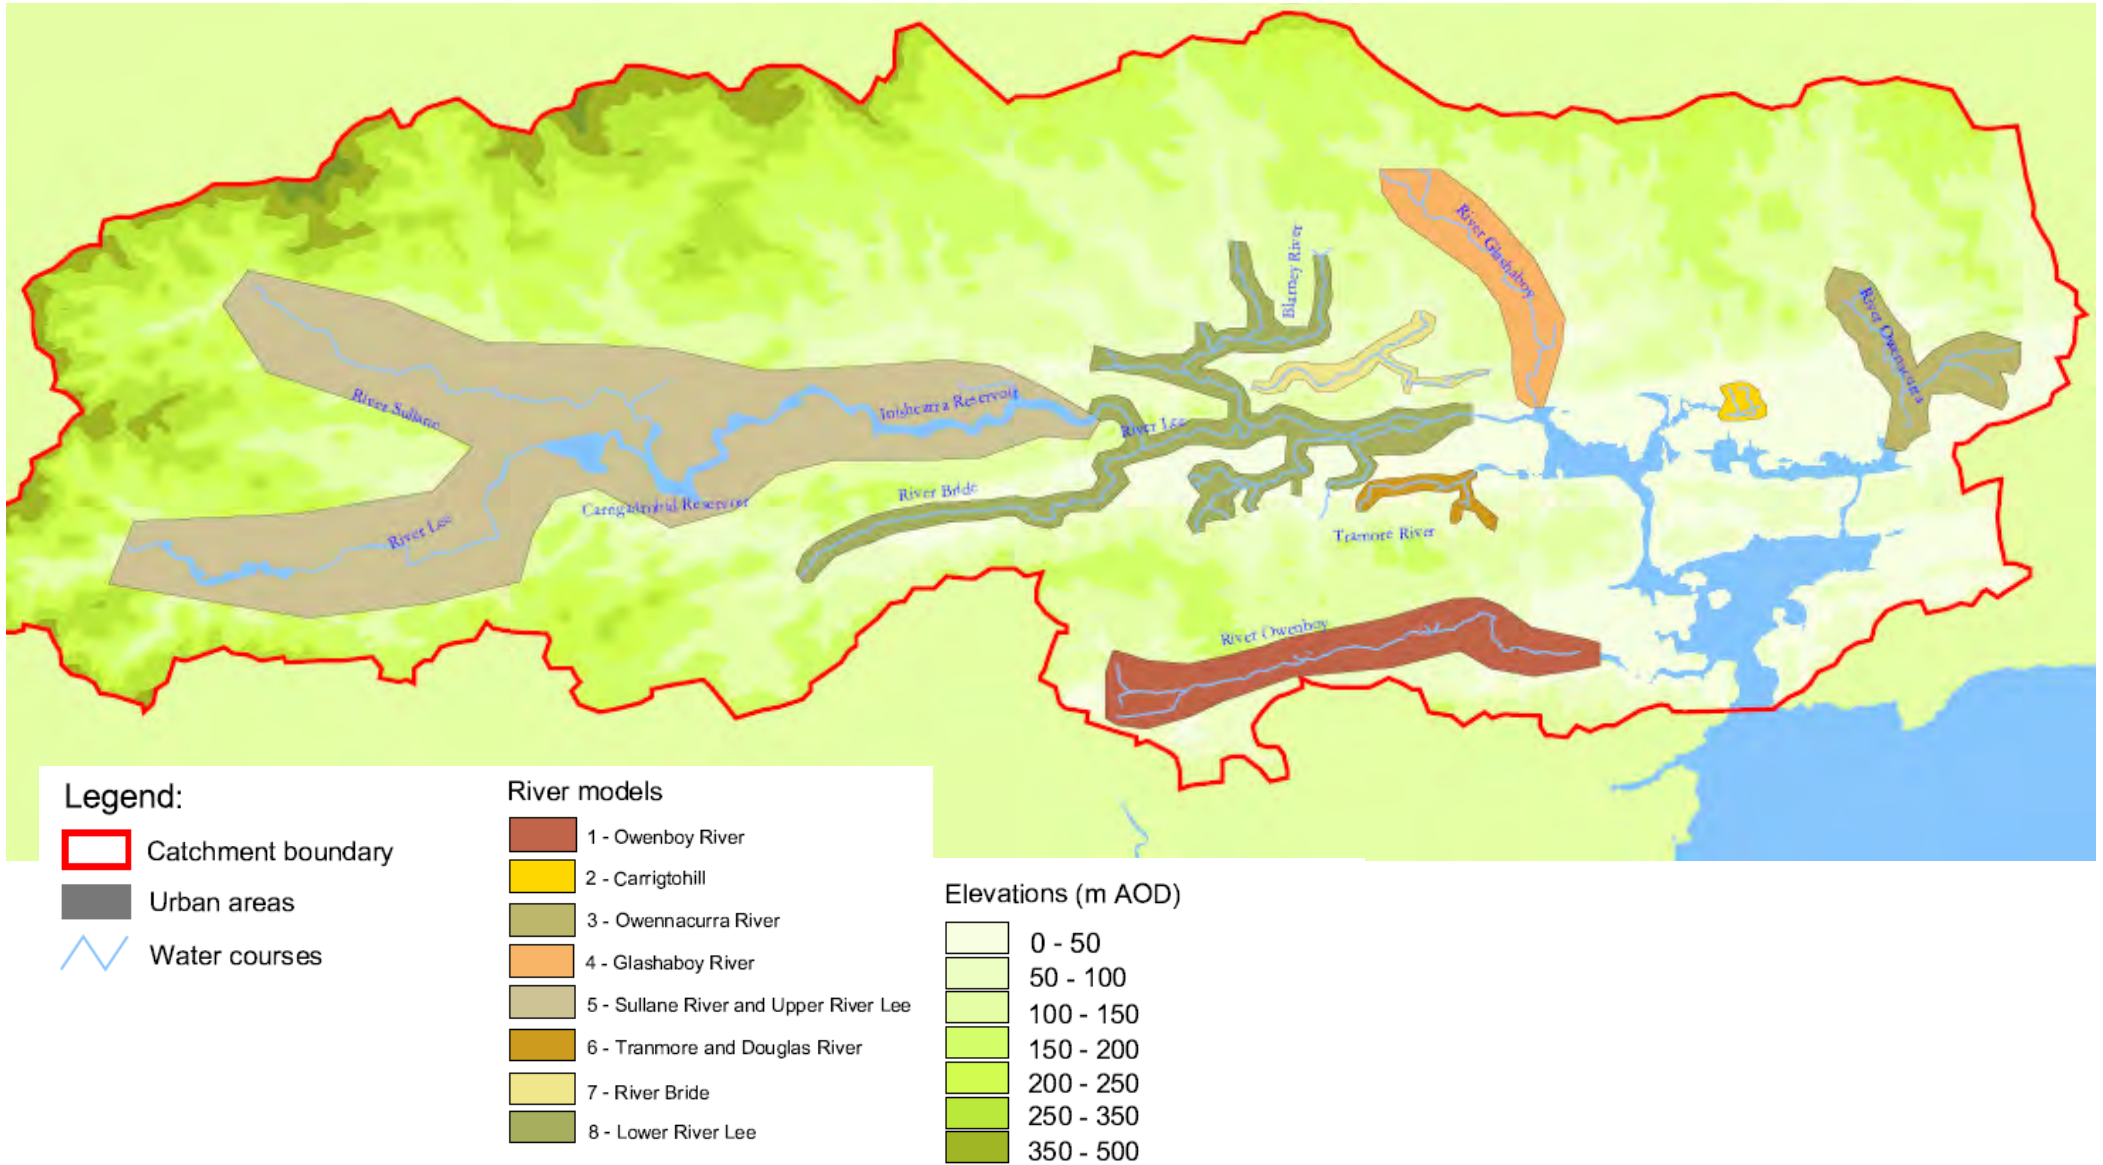 Blarney River
River Glashaboy
River Owenacurra
River Sullane
Inishcarra Reservoir
River Lee
River Bride
Carrigadrohid Reservoir
River Lee
Tramore River
River Owenboy
Legend:
Catchment boundary
Urban areas
Water courses
River models
1 - Owenboy River
2 - Carrigtohill
3 - Owennacurra River
4 - Glashaboy River
5 - Sullane River and Upper River Lee
6 - Tranmore and Douglas River
7 - River Bride
8 - Lower River Lee
Elevations (m AOD)
0 - 50
50 - 100
100 - 150
150 - 200
200 - 250
250 - 350
350 - 500